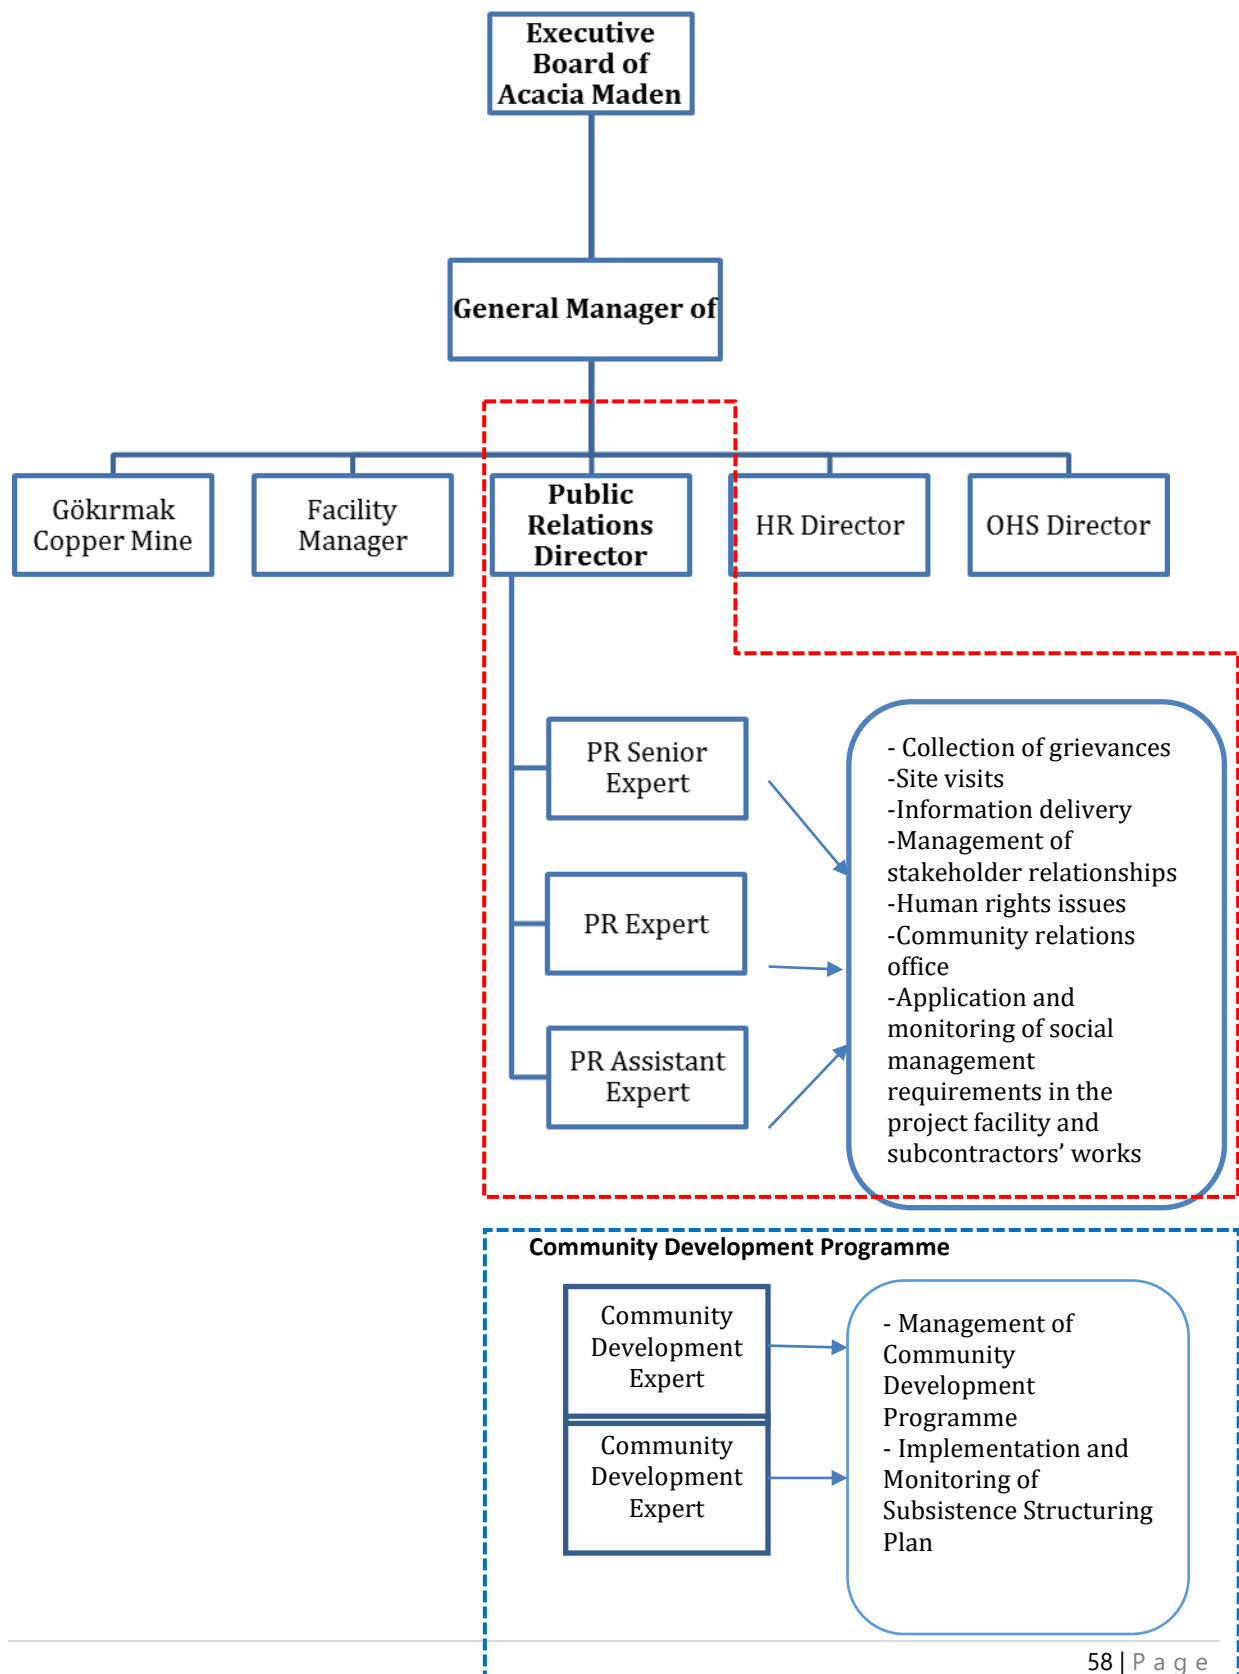 Executive
Board of
Acacia Maden
General Manager of
Gökırmak
Copper Mine
Facility
Manager
Public
Relations
Director
HR Director
OHS Director
PR Senior
Expert
PR Expert
PR Assistant
Expert
- Collection of grievances
-Site visits
-Information delivery
-Management of
stakeholder relationships
-Human rights issues
-Community relations
office
-Application and
monitoring of social
management
requirements in the
project facility and
subcontractors’ works
Community Development Programme
Community
Development
Expert
Community
Development
Expert
- Management of
Community
Development
Programme
- Implementation and
Monitoring of
Subsistence Structuring
Plan
58 | Page